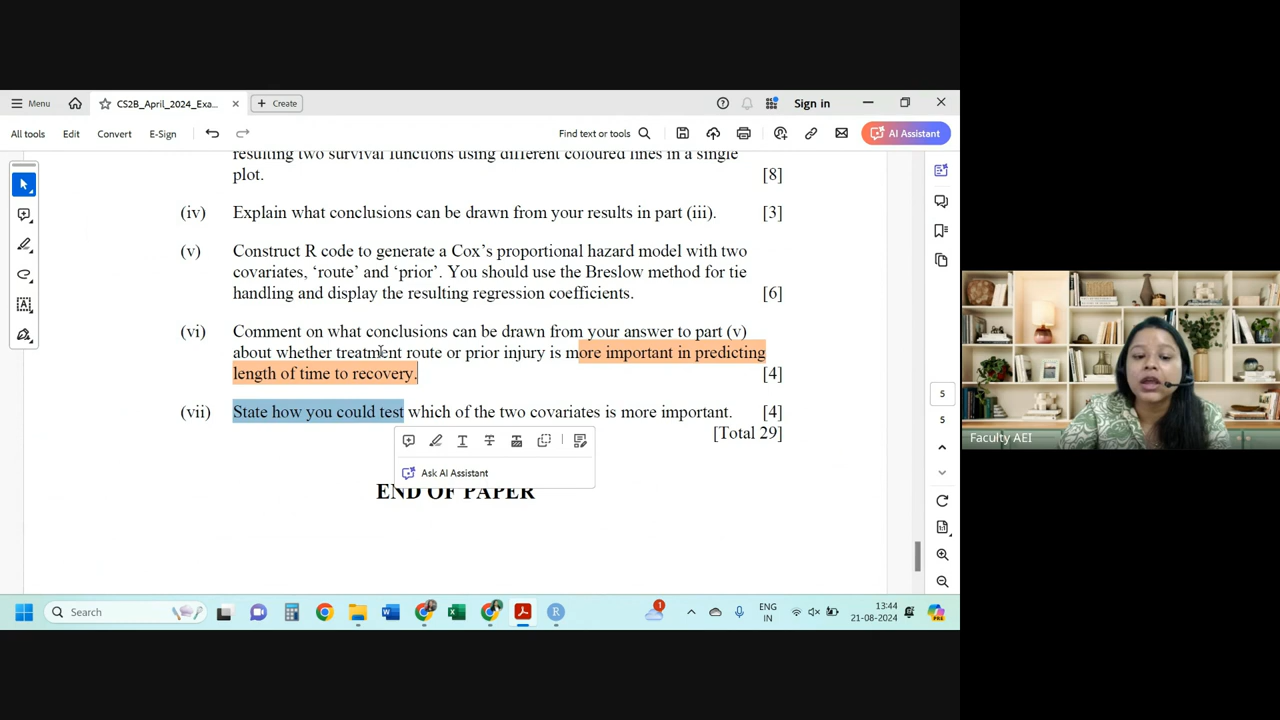 Menu
CS2B_April_2024_Exa...
Create
Sign in
All tools
Edit
Convert
E-Sign
Find text or tools
AI Assistant
resulting two survival functions using different coloured lines in a single
plot. [8]
(iv) Explain what conclusions can be drawn from your results in part (iii). [3]
(v) Construct R code to generate a Cox's proportional hazard model with two
covariates, 'route' and 'prior'. You should use the Breslow method for tie
handling and display the resulting regression coefficients. [6]
(vi) Comment on what conclusions can be drawn from your answer to part (v)
about whether treatment route or prior injury is more important in predicting
length of time to recovery. [4]
(vii) State how you could test which of the two covariates is more important. [4]
[Total 29]
Ask AI Assistant
END OF PAPER
5
5
Faculty AEI
Search
1
ENG
IN
13:44
21-08-2024